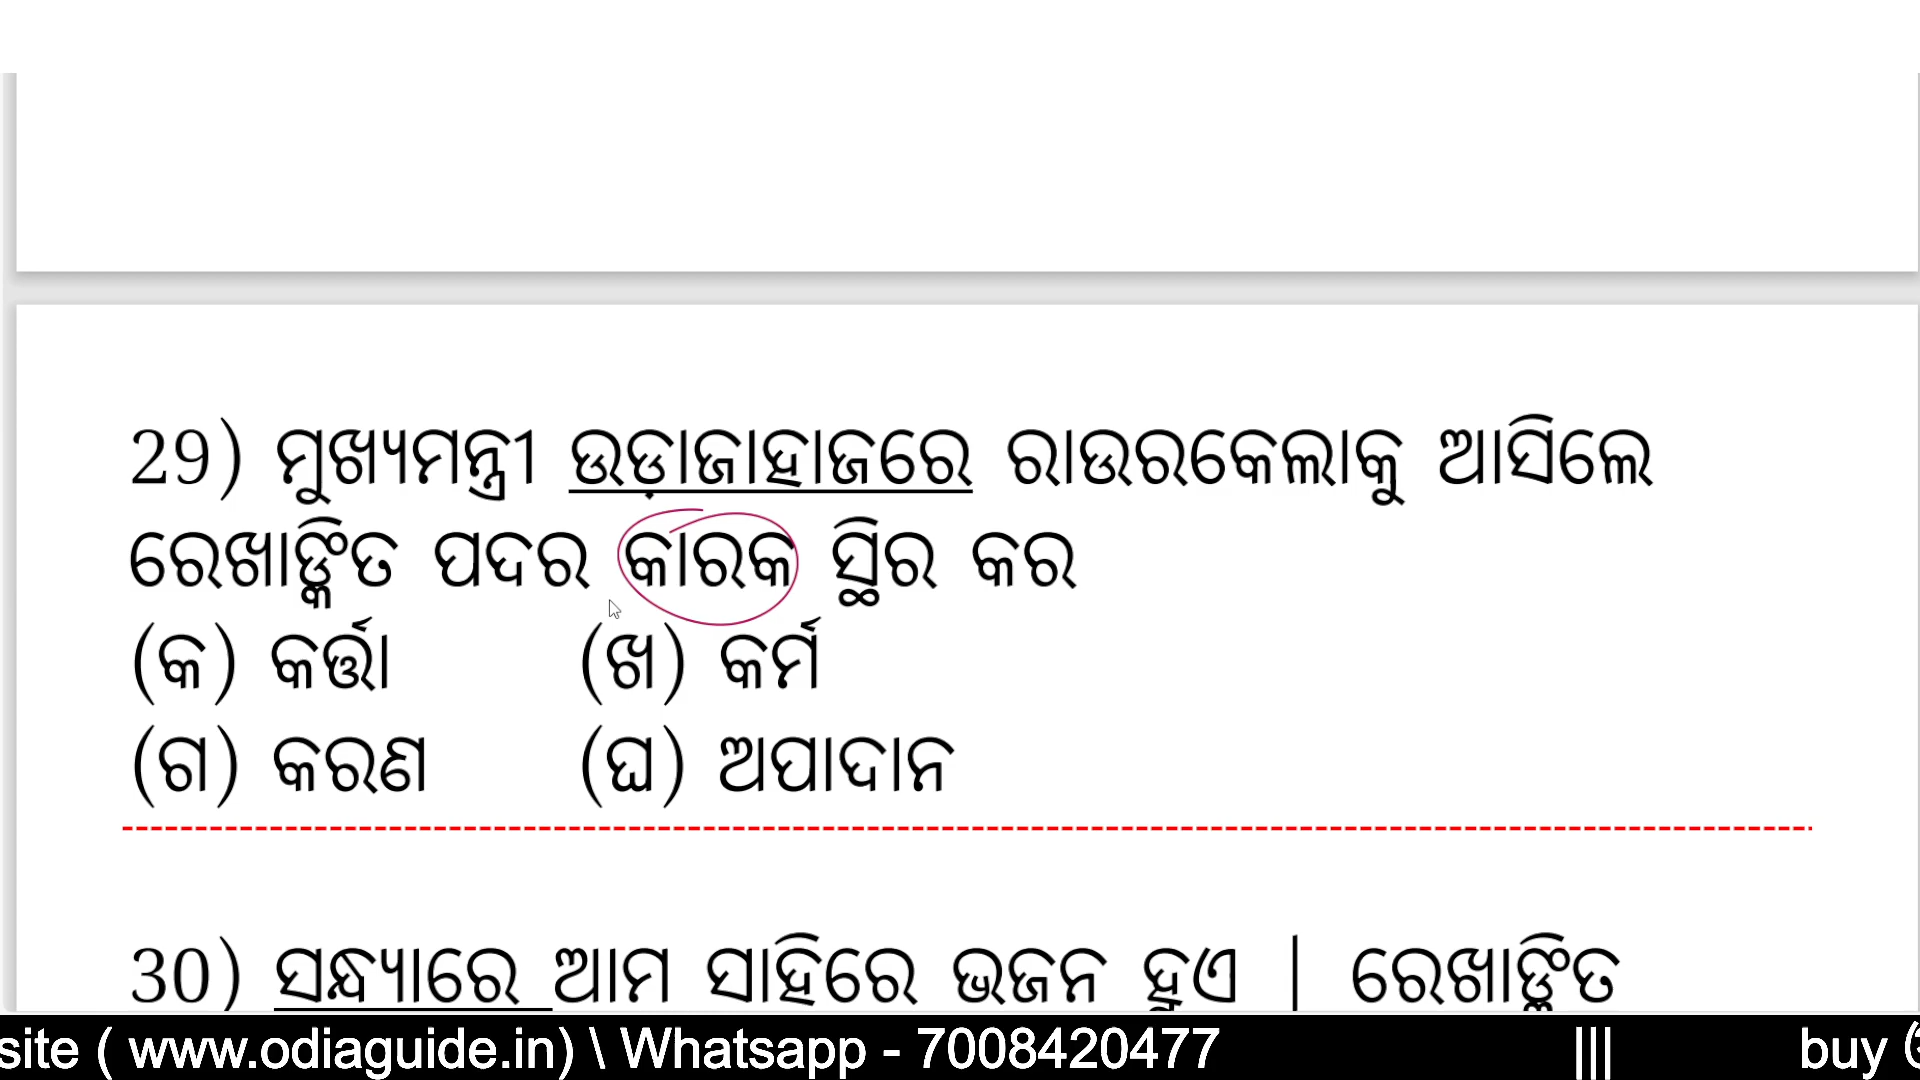 29) ମୁଖ୍ୟମନ୍ତ୍ରୀ ଉଡ଼ାଜାହାଜରେ ରାଉରକେଲାକୁ ଆସିଲେ
ରେଖାଙ୍କିତ ପଦର କାରକ ସ୍ଥିର କର
(କ) କର୍ତ୍ତା (ଖ) କର୍ମ
(ଗ) କରଣ (ଘ) ଅପାଦାନ
30) ସନ୍ଧ୍ୟାରେ ଆମ ସାହିରେ ଭଜନ ହୁଏ | ରେଖାଙ୍କିତ
site ( www.odiaguide.in) \ Whatsapp - 7008420477 ||| buy